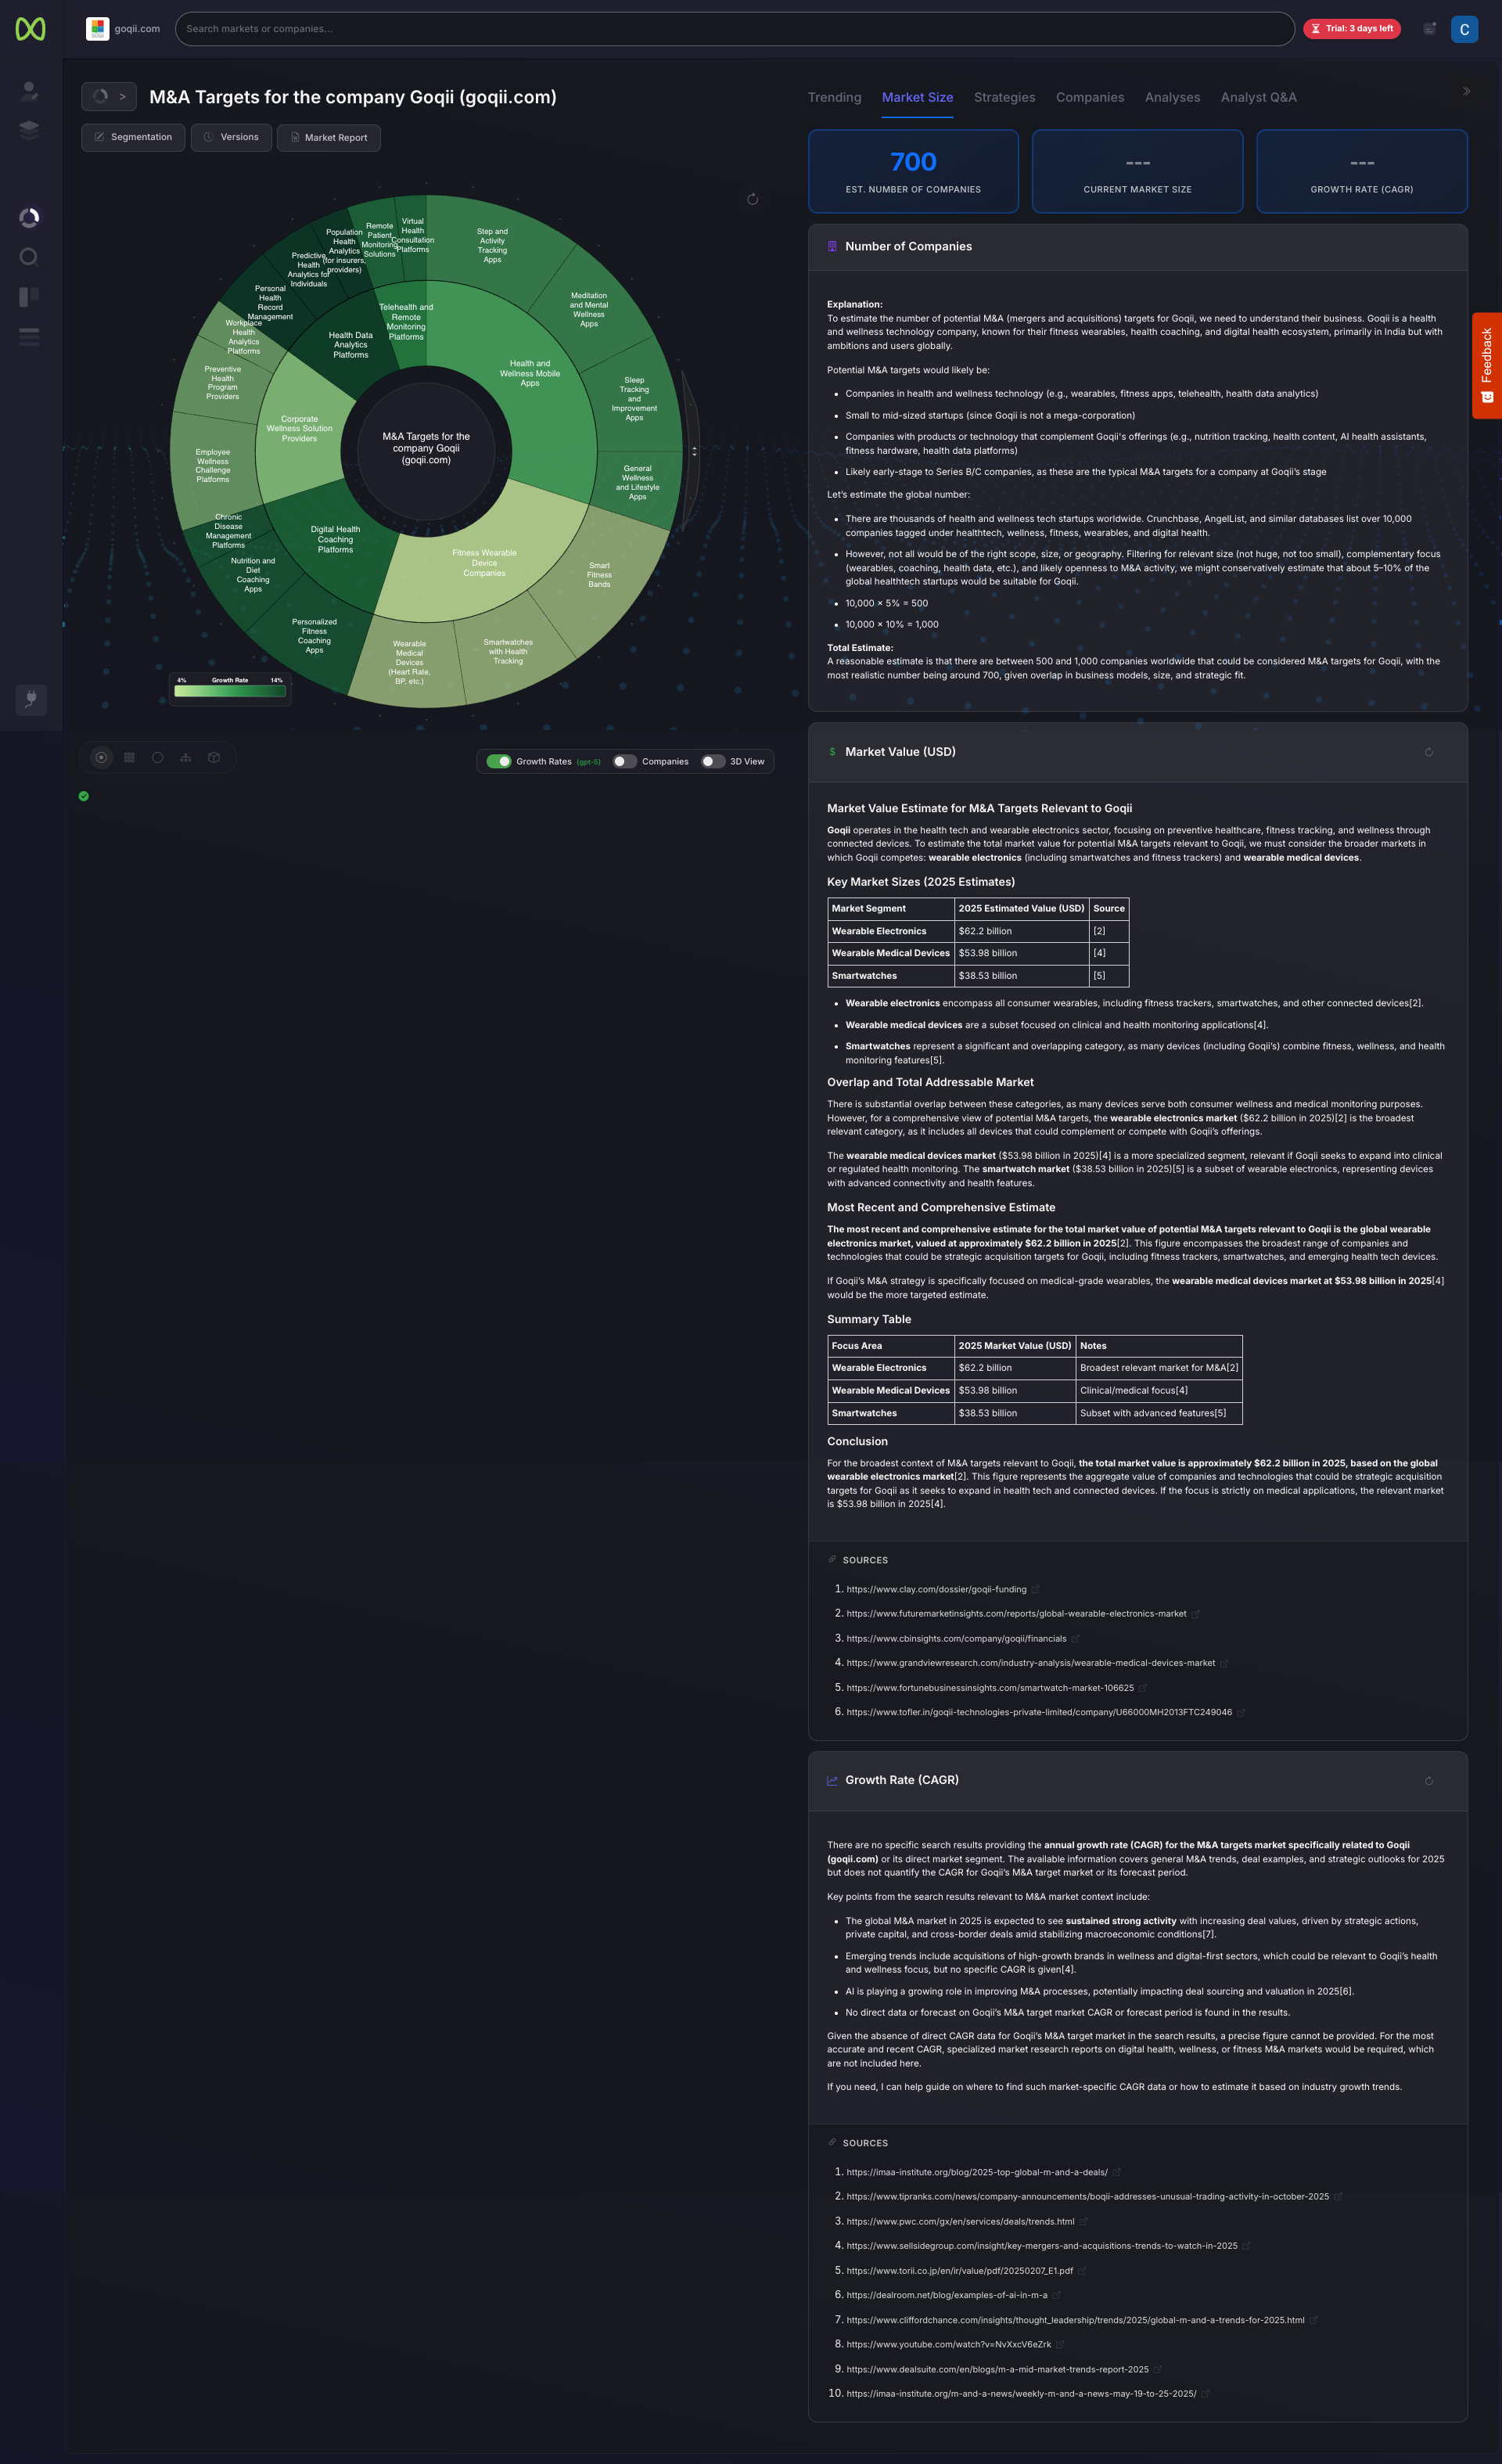 goqii.com
Search markets or companies...
Trial: 3 days left
C
M&A Targets for the company Goqii (goqii.com)
Segmentation
Versions
Market Report
Virtual
Health
Consultation
Platforms
Remote
Patient
Monitoring
Solutions
Population
Health
Analytics
(for insurers,
providers)
Predictive
Health
Analytics for
Individuals
Personal
Health
Record
Management
Workplace
Health
Analytics
Platforms
Preventive
Health
Program
Providers
Employee
Wellness
Challenge
Platforms
Chronic
Disease
Management
Platforms
Nutrition and
Diet
Coaching
Apps
Personalized
Fitness
Coaching
Apps
Wearable
Medical
Devices
(Heart Rate,
BP, etc.)
Smartwatches
with Health
Tracking
Smart
Fitness
Bands
General
Wellness
and Lifestyle
Apps
Sleep
Tracking
and
Improvement
Apps
Meditation
and Mental
Wellness
Apps
Step and
Activity
Tracking
Apps
Telehealth and
Remote
Monitoring
Platforms
Health Data
Analytics
Platforms
Corporate
Wellness Solution
Providers
Digital Health
Coaching
Platforms
Fitness Wearable
Device
Companies
Health and
Wellness Mobile
Apps
M&A Targets for the
company Goqii
(goqii.com)
4% Growth Rate 14%
Growth Rates (gpt-5)
Companies
3D View
Trending Market Size Strategies Companies Analyses Analyst Q&A
700
EST. NUMBER OF COMPANIES
---
CURRENT MARKET SIZE
---
GROWTH RATE (CAGR)
Feedback
Number of Companies
Explanation:
To estimate the number of potential M&A (mergers and acquisitions) targets for Goqii, we need to understand their business. Goqii is a health
and wellness technology company, known for their fitness wearables, health coaching, and digital health ecosystem, primarily in India but with
ambitions and users globally.
Potential M&A targets would likely be:
• Companies in health and wellness technology (e.g., wearables, fitness apps, telehealth, health data analytics)
• Small to mid-sized startups (since Goqii is not a mega-corporation)
• Companies with products or technology that complement Goqii's offerings (e.g., nutrition tracking, health content, AI health assistants,
fitness hardware, health data platforms)
• Likely early-stage to Series B/C companies, as these are the typical M&A targets for a company at Goqii's stage
Let's estimate the global number:
• There are thousands of health and wellness tech startups worldwide. Crunchbase, AngelList, and similar databases list over 10,000
companies tagged under healthtech, wellness, fitness, wearables, and digital health.
• However, not all would be of the right scope, size, or geography. Filtering for relevant size (not huge, not too small), complementary focus
(wearables, coaching, health data, etc.), and likely openness to M&A activity, we might conservatively estimate that about 5–10% of the
global healthtech startups would be suitable for Goqii.
• 10,000 × 5% = 500
• 10,000 × 10% = 1,000
Total Estimate:
A reasonable estimate is that there are between 500 and 1,000 companies worldwide that could be considered M&A targets for Goqii, with the
most realistic number being around 700, given overlap in business models, size, and strategic fit.
$ Market Value (USD)
Market Value Estimate for M&A Targets Relevant to Goqii
Goqii operates in the health tech and wearable electronics sector, focusing on preventive healthcare, fitness tracking, and wellness through
connected devices. To estimate the total market value for potential M&A targets relevant to Goqii, we must consider the broader markets in
which Goqii competes: wearable electronics (including smartwatches and fitness trackers) and wearable medical devices.
Key Market Sizes (2025 Estimates)
Market Segment 2025 Estimated Value (USD) Source
Wearable Electronics $62.2 billion [2]
Wearable Medical Devices $53.98 billion [4]
Smartwatches $38.53 billion [5]
• Wearable electronics encompass all consumer wearables, including fitness trackers, smartwatches, and other connected devices[2].
• Wearable medical devices are a subset focused on clinical and health monitoring applications[4].
• Smartwatches represent a significant and overlapping category, as many devices (including Goqii's) combine fitness, wellness, and health
monitoring features[5].
Overlap and Total Addressable Market
There is substantial overlap between these categories, as many devices serve both consumer wellness and medical monitoring purposes.
However, for a comprehensive view of potential M&A targets, the wearable electronics market ($62.2 billion in 2025)[2] is the broadest
relevant category, as it includes all devices that could complement or compete with Goqii's offerings.
The wearable medical devices market ($53.98 billion in 2025)[4] is a more specialized segment, relevant if Goqii seeks to expand into clinical
or regulated health monitoring. The smartwatch market ($38.53 billion in 2025)[5] is a subset of wearable electronics, representing devices
with advanced connectivity and health features.
Most Recent and Comprehensive Estimate
The most recent and comprehensive estimate for the total market value of potential M&A targets relevant to Goqii is the global wearable
electronics market, valued at approximately $62.2 billion in 2025[2]. This figure encompasses the broadest range of companies and
technologies that could be strategic acquisition targets for Goqii, including fitness trackers, smartwatches, and emerging health tech devices.
If Goqii's M&A strategy is specifically focused on medical-grade wearables, the wearable medical devices market at $53.98 billion in 2025[4]
would be the more targeted estimate.
Summary Table
Focus Area 2025 Market Value (USD) Notes
Wearable Electronics $62.2 billion Broadest relevant market for M&A[2]
Wearable Medical Devices $53.98 billion Clinical/medical focus[4]
Smartwatches $38.53 billion Subset with advanced features[5]
Conclusion
For the broadest context of M&A targets relevant to Goqii, the total market value is approximately $62.2 billion in 2025, based on the global
wearable electronics market[2]. This figure represents the aggregate value of companies and technologies that could be strategic acquisition
targets for Goqii as it seeks to expand in health tech and connected devices. If the focus is strictly on medical applications, the relevant market
is $53.98 billion in 2025[4].
SOURCES
1. https://www.clay.com/dossier/goqii-funding
2. https://www.futuremarketinsights.com/reports/global-wearable-electronics-market
3. https://www.cbinsights.com/company/goqii/financials
4. https://www.grandviewresearch.com/industry-analysis/wearable-medical-devices-market
5. https://www.fortunebusinessinsights.com/smartwatch-market-106625
6. https://www.tofler.in/goqii-technologies-private-limited/company/U66000MH2013FTC249046
Growth Rate (CAGR)
There are no specific search results providing the annual growth rate (CAGR) for the M&A targets market specifically related to Goqii
(goqii.com) or its direct market segment. The available information covers general M&A trends, deal examples, and strategic outlooks for 2025
but does not quantify the CAGR for Goqii's M&A target market or its forecast period.
Key points from the search results relevant to M&A market context include:
• The global M&A market in 2025 is expected to see sustained strong activity with increasing deal values, driven by strategic actions,
private capital, and cross-border deals amid stabilizing macroeconomic conditions[7].
• Emerging trends include acquisitions of high-growth brands in wellness and digital-first sectors, which could be relevant to Goqii's health
and wellness focus, but no specific CAGR is given[4].
• AI is playing a growing role in improving M&A processes, potentially impacting deal sourcing and valuation in 2025[6].
• No direct data or forecast on Goqii's M&A target market CAGR or forecast period is found in the results.
Given the absence of direct CAGR data for Goqii's M&A target market in the search results, a precise figure cannot be provided. For the most
accurate and recent CAGR, specialized market research reports on digital health, wellness, or fitness M&A markets would be required, which
are not included here.
If you need, I can help guide on where to find such market-specific CAGR data or how to estimate it based on industry growth trends.
SOURCES
1. https://imaa-institute.org/blog/2025-top-global-m-and-a-deals/
2. https://www.tipranks.com/news/company-announcements/boqii-addresses-unusual-trading-activity-in-october-2025
3. https://www.pwc.com/gx/en/services/deals/trends.html
4. https://www.sellsidegroup.com/insight/key-mergers-and-acquisitions-trends-to-watch-in-2025
5. https://www.torii.co.jp/en/ir/value/pdf/20250207_E1.pdf
6. https://dealroom.net/blog/examples-of-ai-in-m-a
7. https://www.cliffordchance.com/insights/thought_leadership/trends/2025/global-m-and-a-trends-for-2025.html
8. https://www.youtube.com/watch?v=NvXxcV6eZrk
9. https://www.dealsuite.com/en/blogs/m-a-mid-market-trends-report-2025
10. https://imaa-institute.org/m-and-a-news/weekly-m-and-a-news-may-19-to-25-2025/